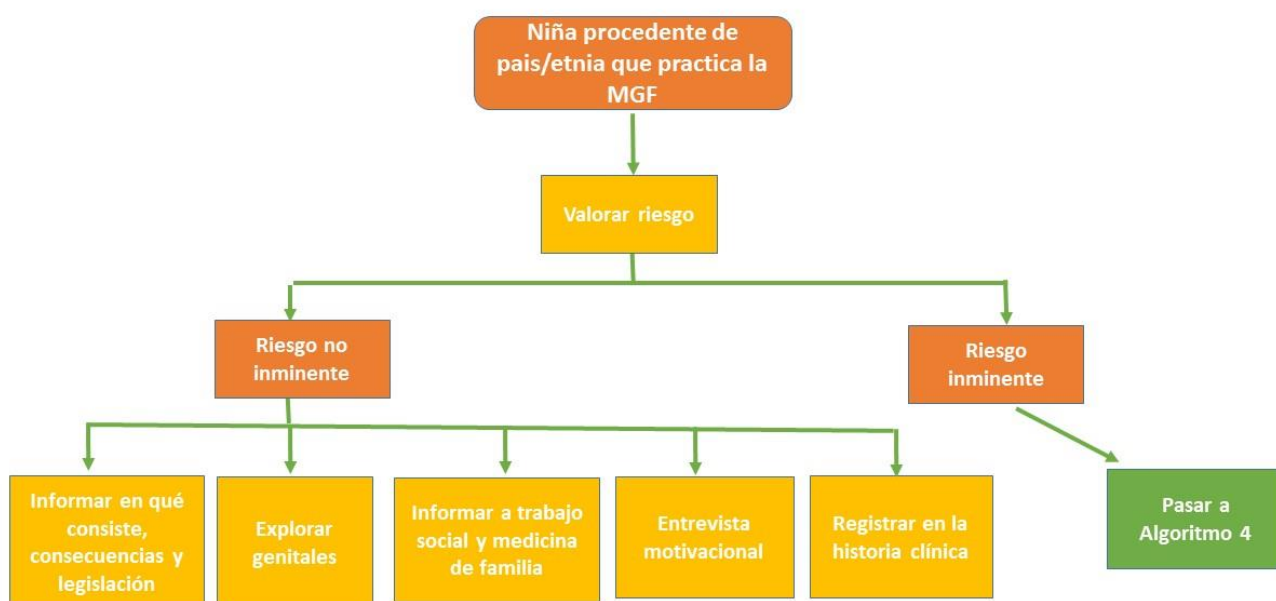 Niña procedente de
pais/etnia que practica la
MGF
Valorar riesgo
Riesgo no
inminente
Riesgo
inminente
Informar en qué
consiste,
consecuencias y
legislación
Explorar
genitales
Informar a trabajo
social y medicina
de familia
Entrevista
motivacional
Registrar en la
historia clínica
Pasar a
Algoritmo 4